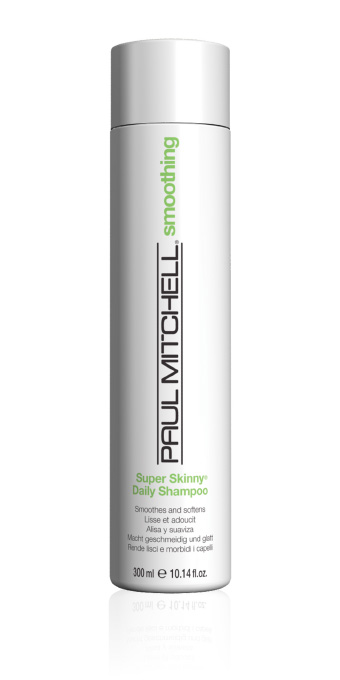 smoothing
PAUL MITCHELL®
Super Skinny®
Daily Shampoo
Smoothes and softens
Lisse et adoucit
Alisa y suaviza
Macht geschmeidig und glatt
Rende lisci e morbidi i capelli
300 ml ℮ 10.14 fl.oz.